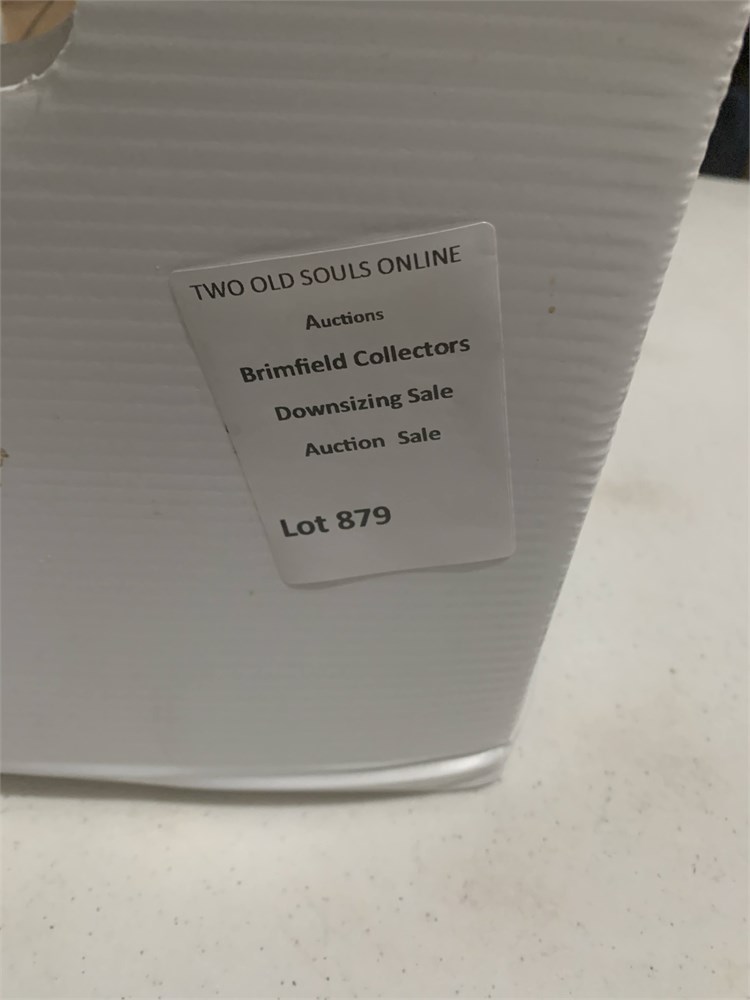 TWO OLD SOULS ONLINE
Auctions
Brimfield Collectors
Downsizing Sale
Auction Sale
Lot 879